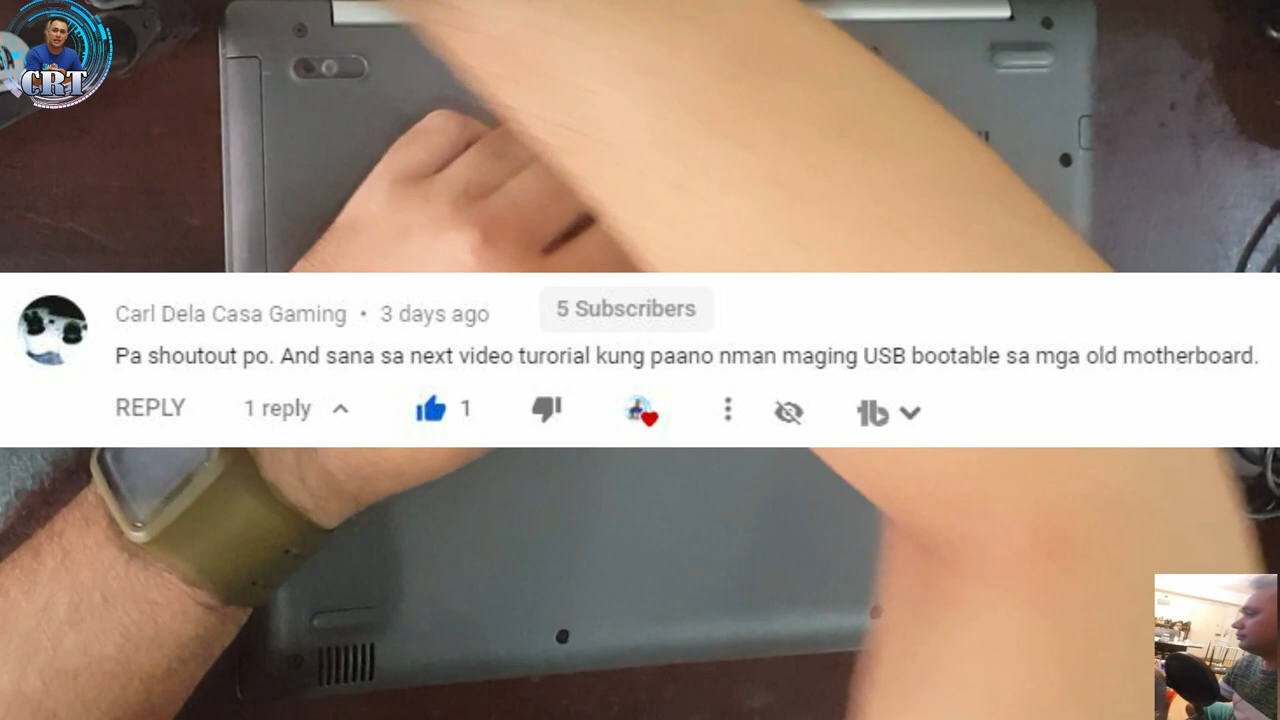 CRT
Carl Dela Casa Gaming • 3 days ago
5 Subscribers
Pa shoutout po. And sana sa next video turorial kung paano nman maging USB bootable sa mga old motherboard.
REPLY
1 reply
1